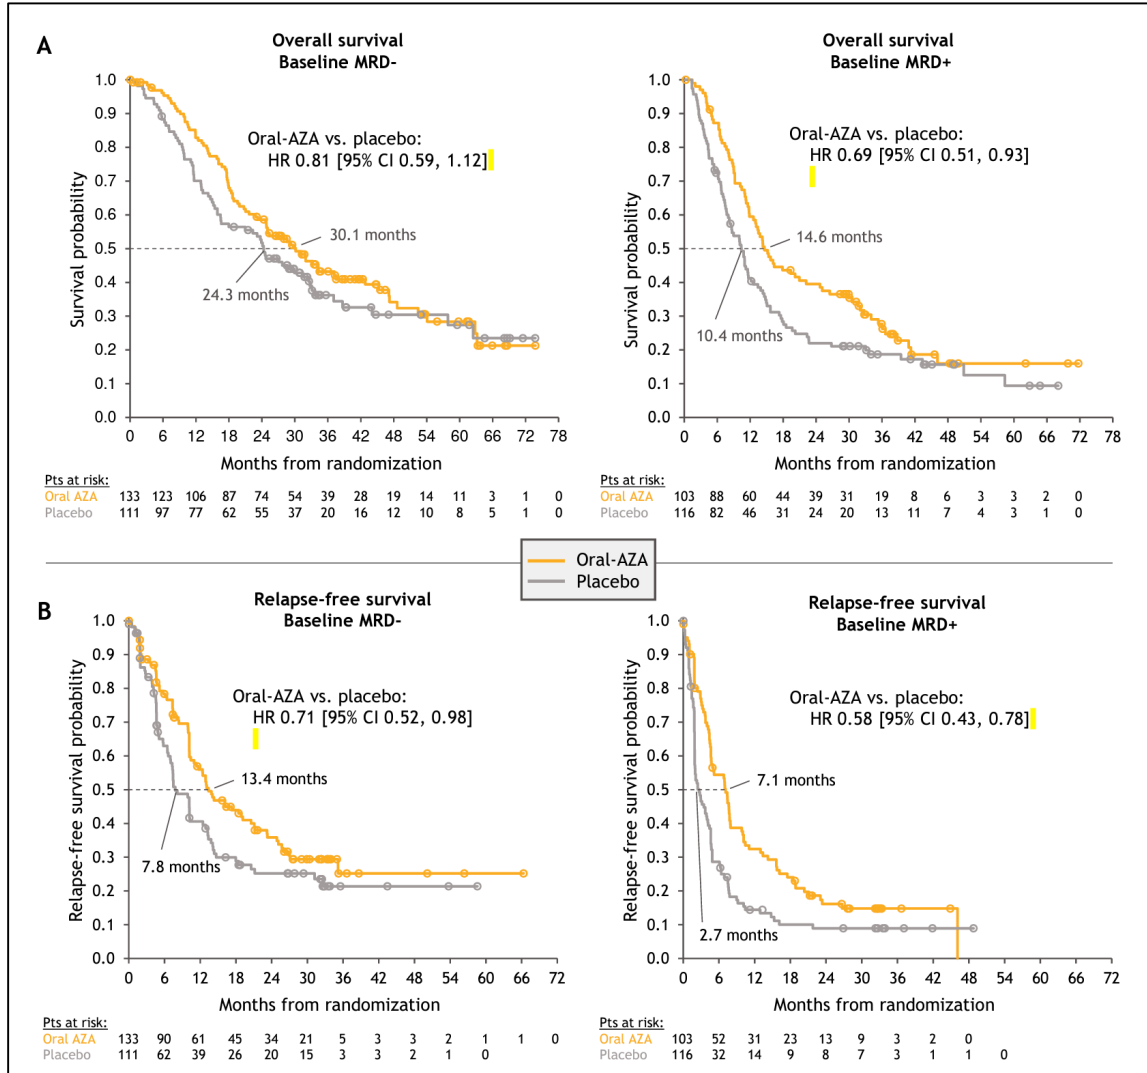 A
Overall survival
Baseline MRD-
Survival probability
1.0
0.9
0.8
0.7
0.6
0.5
0.4
0.3
0.2
0.1
0.0
Oral-AZA vs. placebo:
HR 0.81 [95% CI 0.59, 1.12]
30.1 months
24.3 months
0 6 12 18 24 30 36 42 48 54 60 66 72 78
Months from randomization
Pts at risk:
Oral AZA 133 123 106 87 74 54 39 28 19 14 11 3 1 0
Placebo 111 97 77 62 55 37 20 16 12 10 8 5 1 0
Overall survival
Baseline MRD+
Survival probability
1.0
0.9
0.8
0.7
0.6
0.5
0.4
0.3
0.2
0.1
0.0
Oral-AZA vs. placebo:
HR 0.69 [95% CI 0.51, 0.93]
14.6 months
10.4 months
0 6 12 18 24 30 36 42 48 54 60 66 72 78
Months from randomization
Pts at risk:
Oral AZA 103 88 60 44 39 31 19 8 6 3 3 2 0
Placebo 116 82 46 31 24 20 13 11 7 4 3 1 0
Oral-AZA
Placebo
B
Relapse-free survival
Baseline MRD-
Relapse-free survival probability
1.0
0.9
0.8
0.7
0.6
0.5
0.4
0.3
0.2
0.1
0.0
Oral-AZA vs. placebo:
HR 0.71 [95% CI 0.52, 0.98]
13.4 months
7.8 months
0 6 12 18 24 30 36 42 48 54 60 66 72
Months from randomization
Pts at risk:
Oral AZA 133 90 61 45 34 21 5 3 3 2 1 1 0
Placebo 111 62 39 26 20 15 3 3 2 1 0
Relapse-free survival
Baseline MRD+
Relapse-free survival probability
1.0
0.9
0.8
0.7
0.6
0.5
0.4
0.3
0.2
0.1
0.0
Oral-AZA vs. placebo:
HR 0.58 [95% CI 0.43, 0.78]
7.1 months
2.7 months
0 6 12 18 24 30 36 42 48 54 60 66 72
Months from randomization
Pts at risk:
Oral AZA 103 52 31 23 13 9 3 2 0
Placebo 116 32 14 9 8 7 3 1 1 0